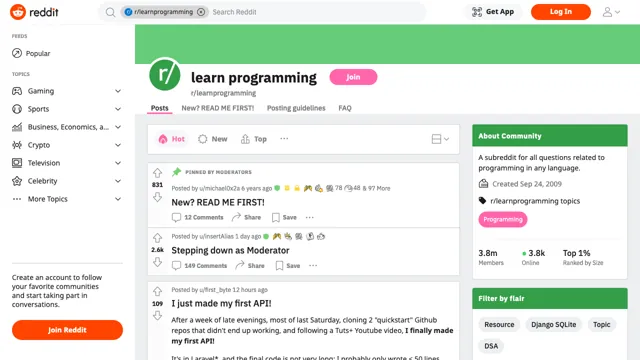 reddit
r/learnprogramming
Search Reddit
Get App
Log In
FEEDS
Popular
TOPICS
Gaming
Sports
Business, Economics, a...
Crypto
Television
Celebrity
More Topics
Create an account to follow
your favorite communities
and start taking part in
conversations.
Join Reddit
r/
learn programming
Join
r/learnprogramming
Posts
New? READ ME FIRST!
Posting guidelines
FAQ
Hot
New
Top
831
PINNED BY MODERATORS
Posted by u/michael0x2a 6 years ago 78 48 & 97 More
New? READ ME FIRST!
12 Comments Share Save
2.6k
Posted by u/insertAlias 1 day ago
Stepping down as Moderator
149 Comments Share Save
109
Posted by u/first_byte 12 hours ago
I just made my first API!
After a week of late evenings, most of last Saturday, cloning 2 "quickstart" Github
repos that didn't end up working, and following a Tuts+ Youtube video, I finally made
my first API!
It's in Laravel*, and the final code is not very long: I probably only wrote < 50 lines
About Community
A subreddit for all questions related to
programming in any language.
Created Sep 24, 2009
r/learnprogramming topics
Programming
3.8m 3.8k Top 1%
Members Online Ranked by Size
Filter by flair
Resource Django SQLite Topic
DSA